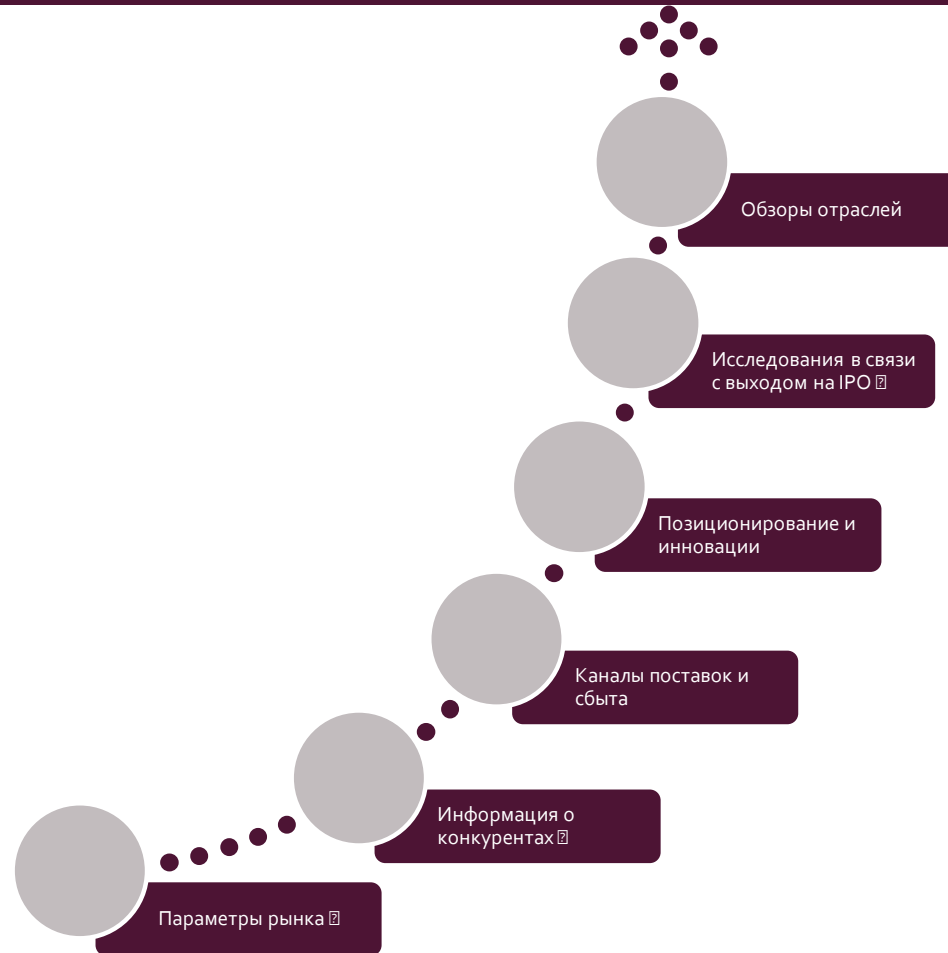 Обзоры отраслей
Исследования в связи
с выходом на IPO
Позиционирование и
инновации
Каналы поставок и
сбыта
Информация о
конкурентах
Параметры рынка